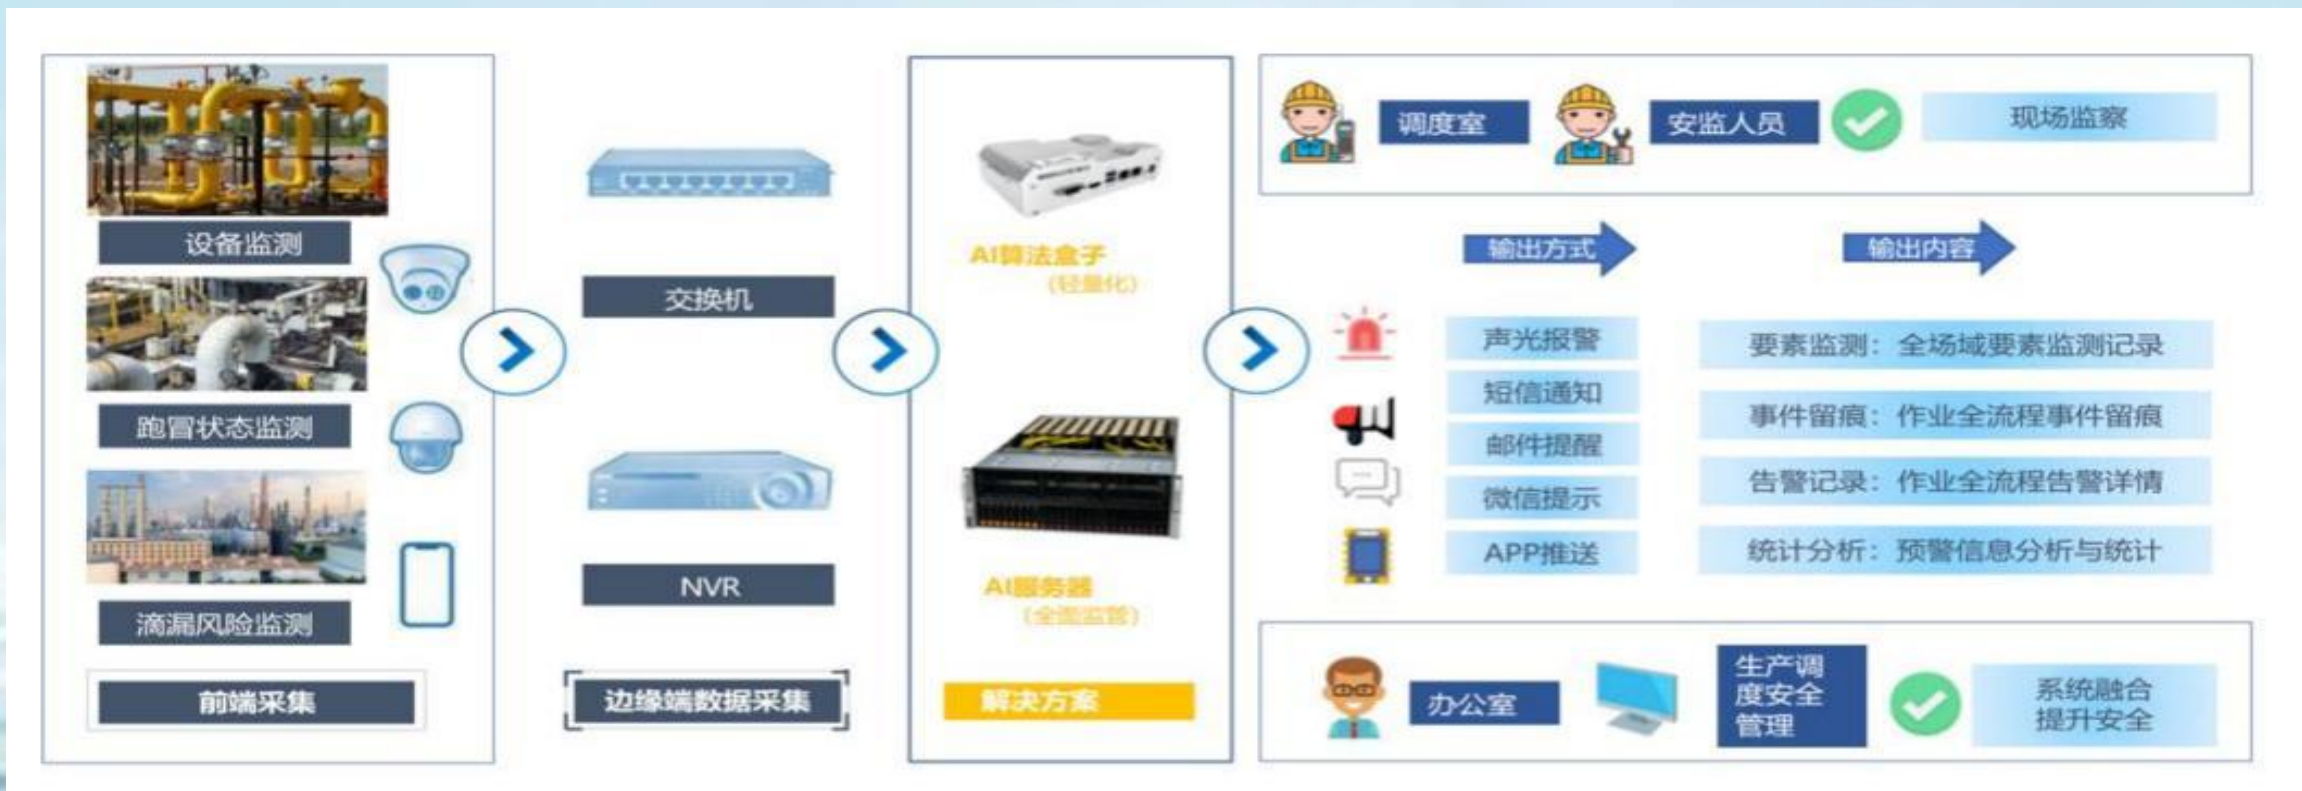 设备监测
跑冒状态监测
滴漏风险监测
前端采集
交换机
NVR
边缘端数据采集
AI算法盒子
(轻量化)
AI服务器
(全面监管)
解决方案
调度室
安监人员
现场监察
输出方式
输出内容
声光报警
短信通知
邮件提醒
微信提示
APP推送
要素监测：全场域要素监测记录
事件留痕：作业全流程事件留痕
告警记录：作业全流程告警详情
统计分析：预警信息分析与统计
办公室
生产调
度安全
管理
系统融合
提升安全